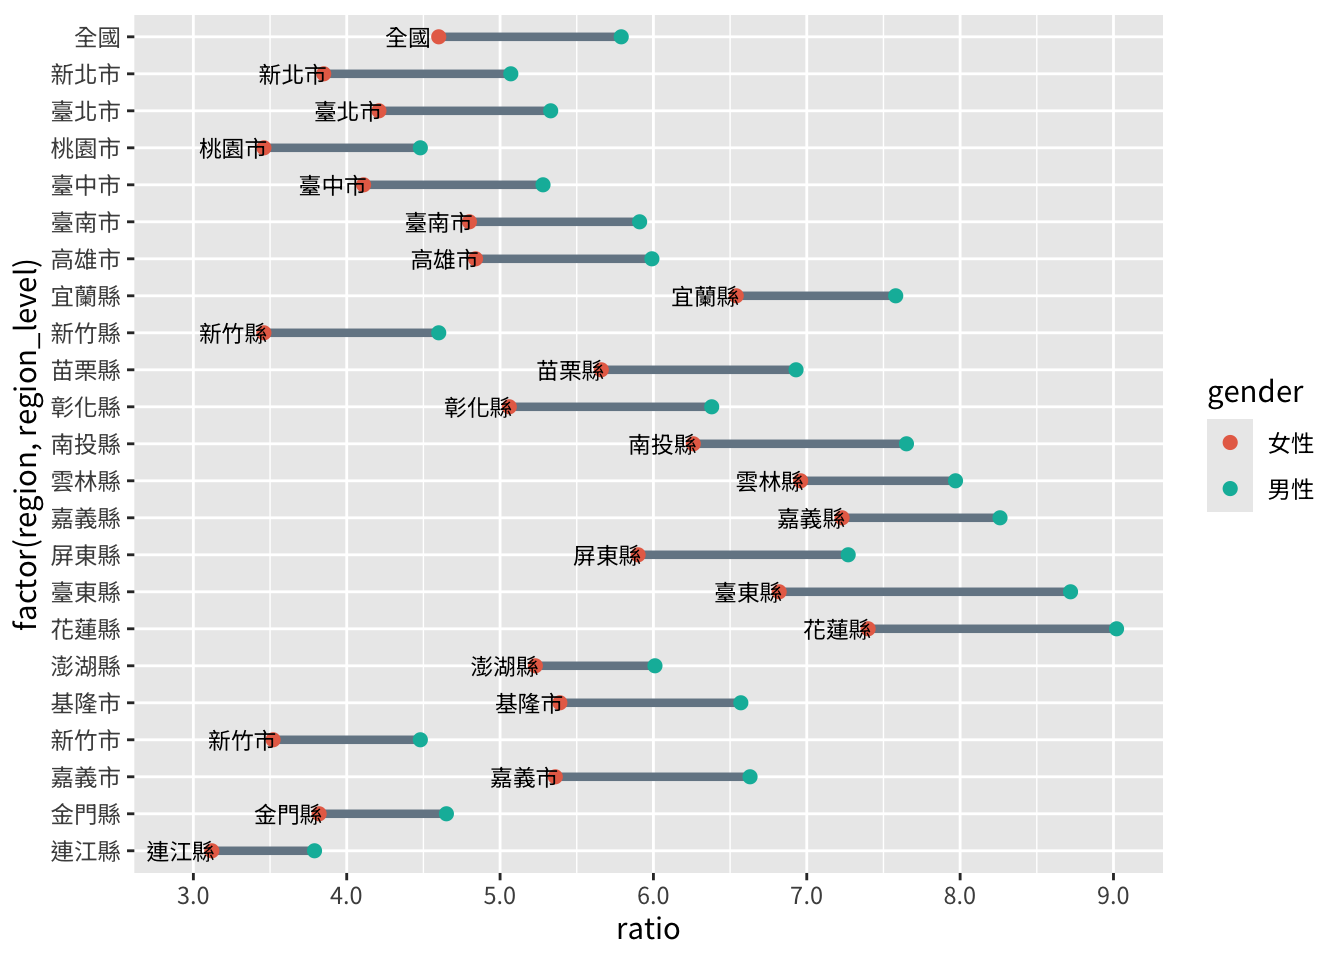 全國 全國
新北市 新北市
臺北市 臺北市
桃園市 桃園市
臺中市 臺中市
臺南市 臺南市
高雄市 高雄市
宜蘭縣 宜蘭縣
新竹縣 新竹縣
苗栗縣 苗栗縣
彰化縣 彰化縣
南投縣 南投縣
雲林縣 雲林縣
嘉義縣 嘉義縣
屏東縣 屏東縣
臺東縣 臺東縣
花蓮縣 花蓮縣
澎湖縣 澎湖縣
基隆市 基隆市
新竹市 新竹市
嘉義市 嘉義市
金門縣 金門縣
連江縣 連江縣
factor(region, region_level)
3.0 4.0 5.0 6.0 7.0 8.0 9.0
ratio
gender
女性
男性